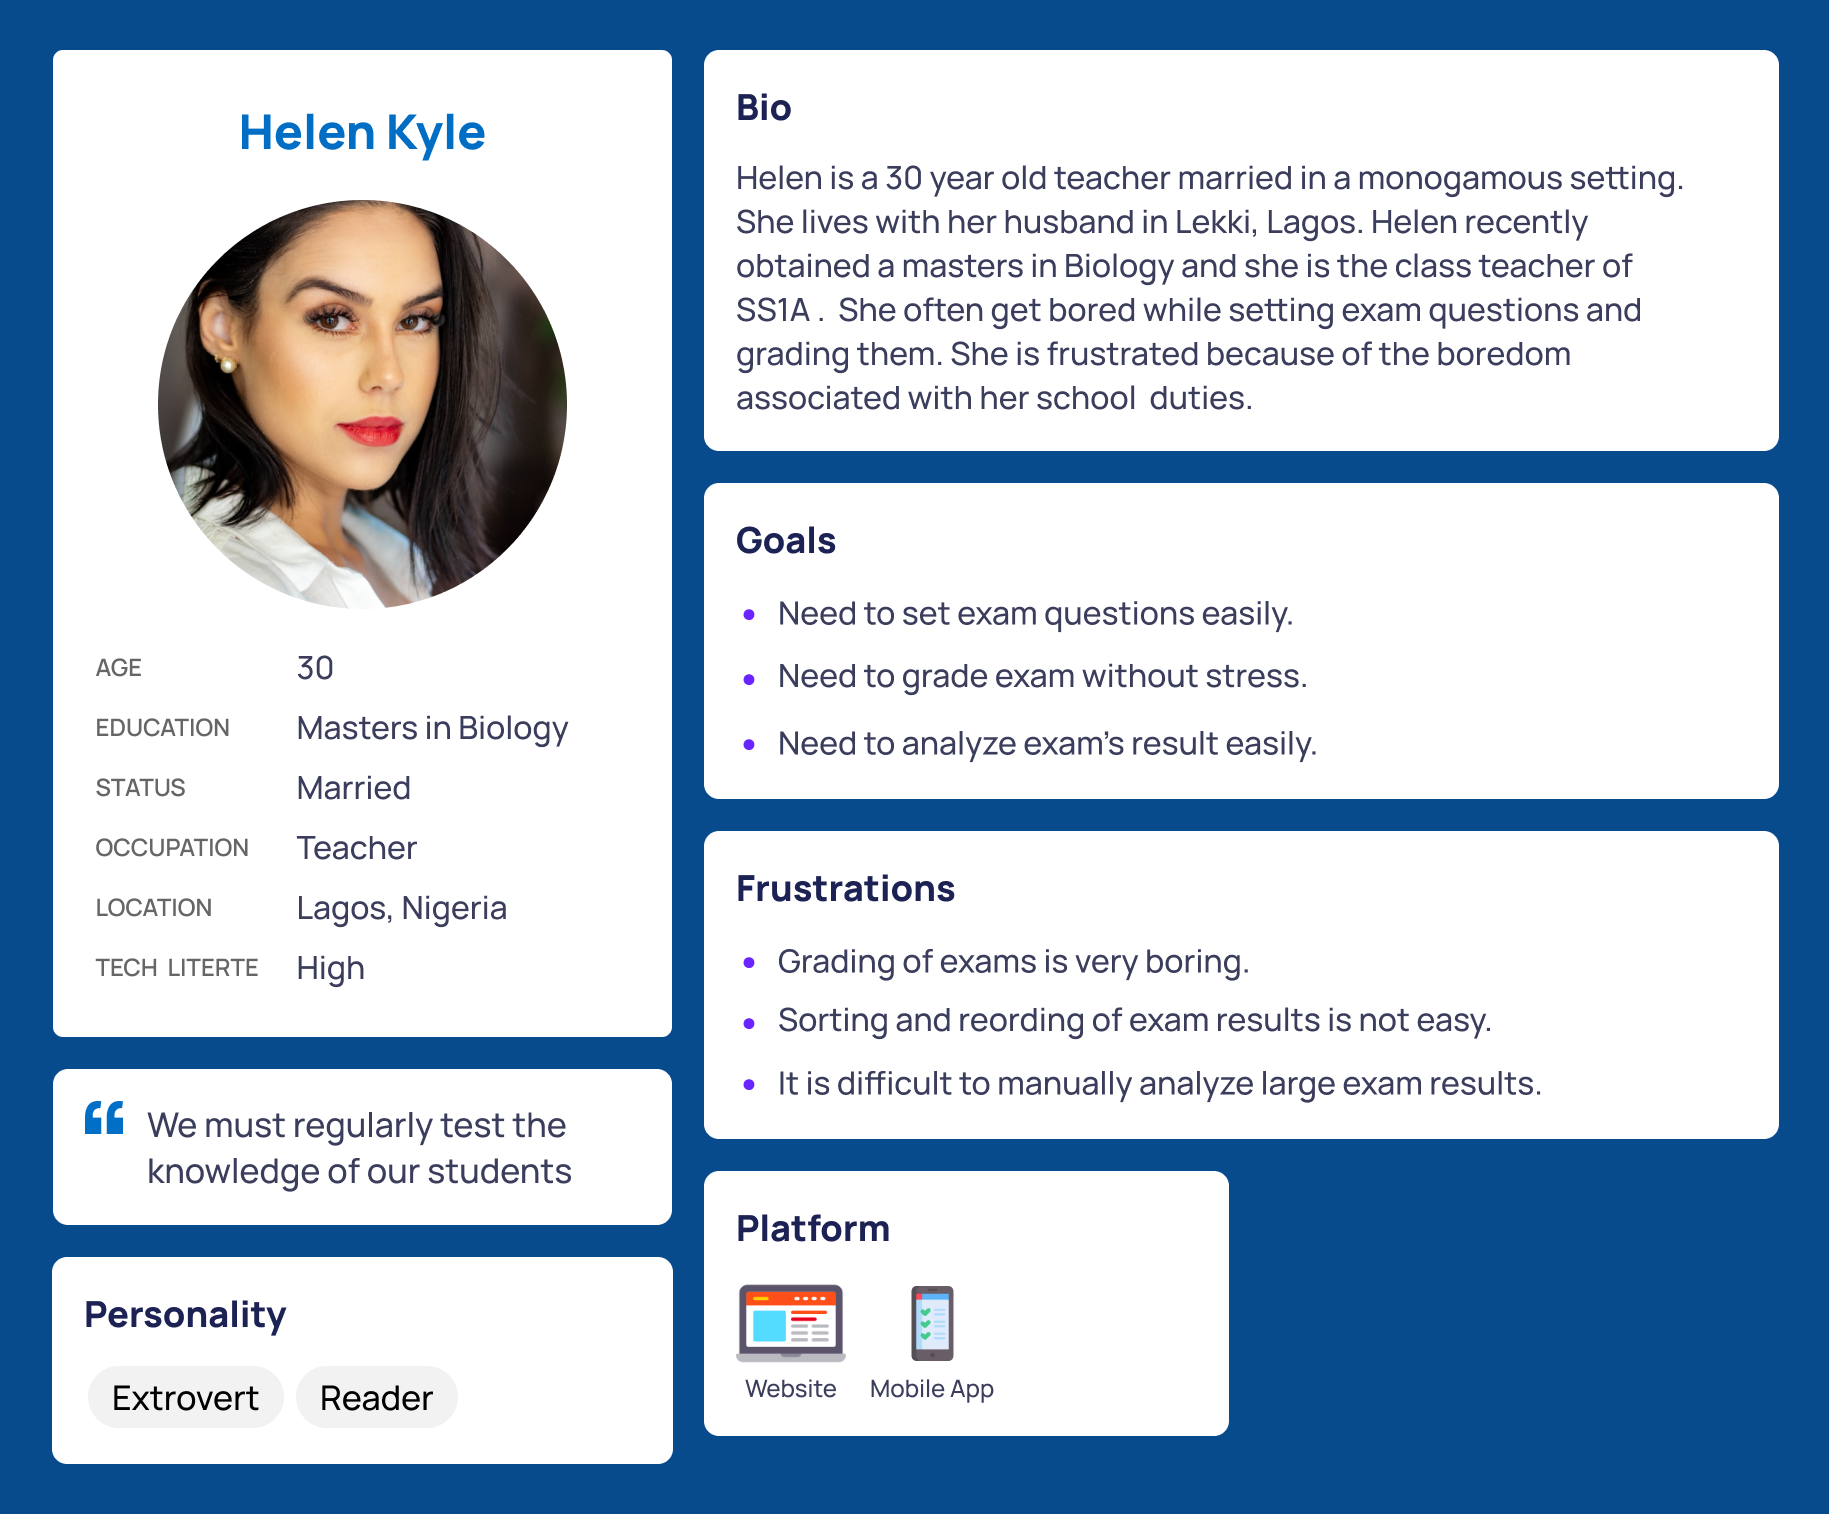 Helen Kyle
AGE 30
EDUCATION Masters in Biology
STATUS Married
OCCUPATION Teacher
LOCATION Lagos, Nigeria
TECH LITERTE High
“ We must regularly test the
knowledge of our students
Personality
Extrovert Reader
Bio
Helen is a 30 year old teacher married in a monogamous setting.
She lives with her husband in Lekki, Lagos. Helen recently
obtained a masters in Biology and she is the class teacher of
SS1A .  She often get bored while setting exam questions and
grading them. She is frustrated because of the boredom
associated with her school  duties.
Goals
• Need to set exam questions easily.
• Need to grade exam without stress.
• Need to analyze exam’s result easily.
Frustrations
• Grading of exams is very boring.
• Sorting and reording of exam results is not easy.
• It is difficult to manually analyze large exam results.
Platform
Website Mobile App